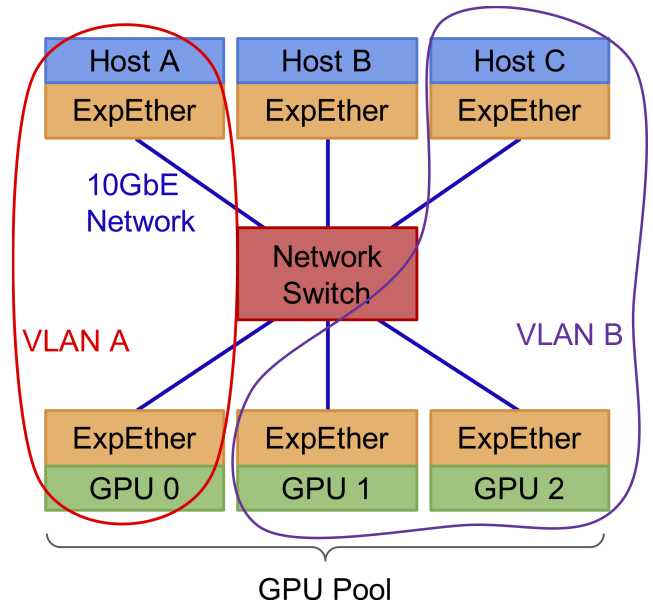 Host A
Host B
Host C
ExpEther
ExpEther
ExpEther
10GbE
Network
Network
Switch
VLAN A
VLAN B
ExpEther
ExpEther
ExpEther
GPU 0
GPU 1
GPU 2
GPU Pool